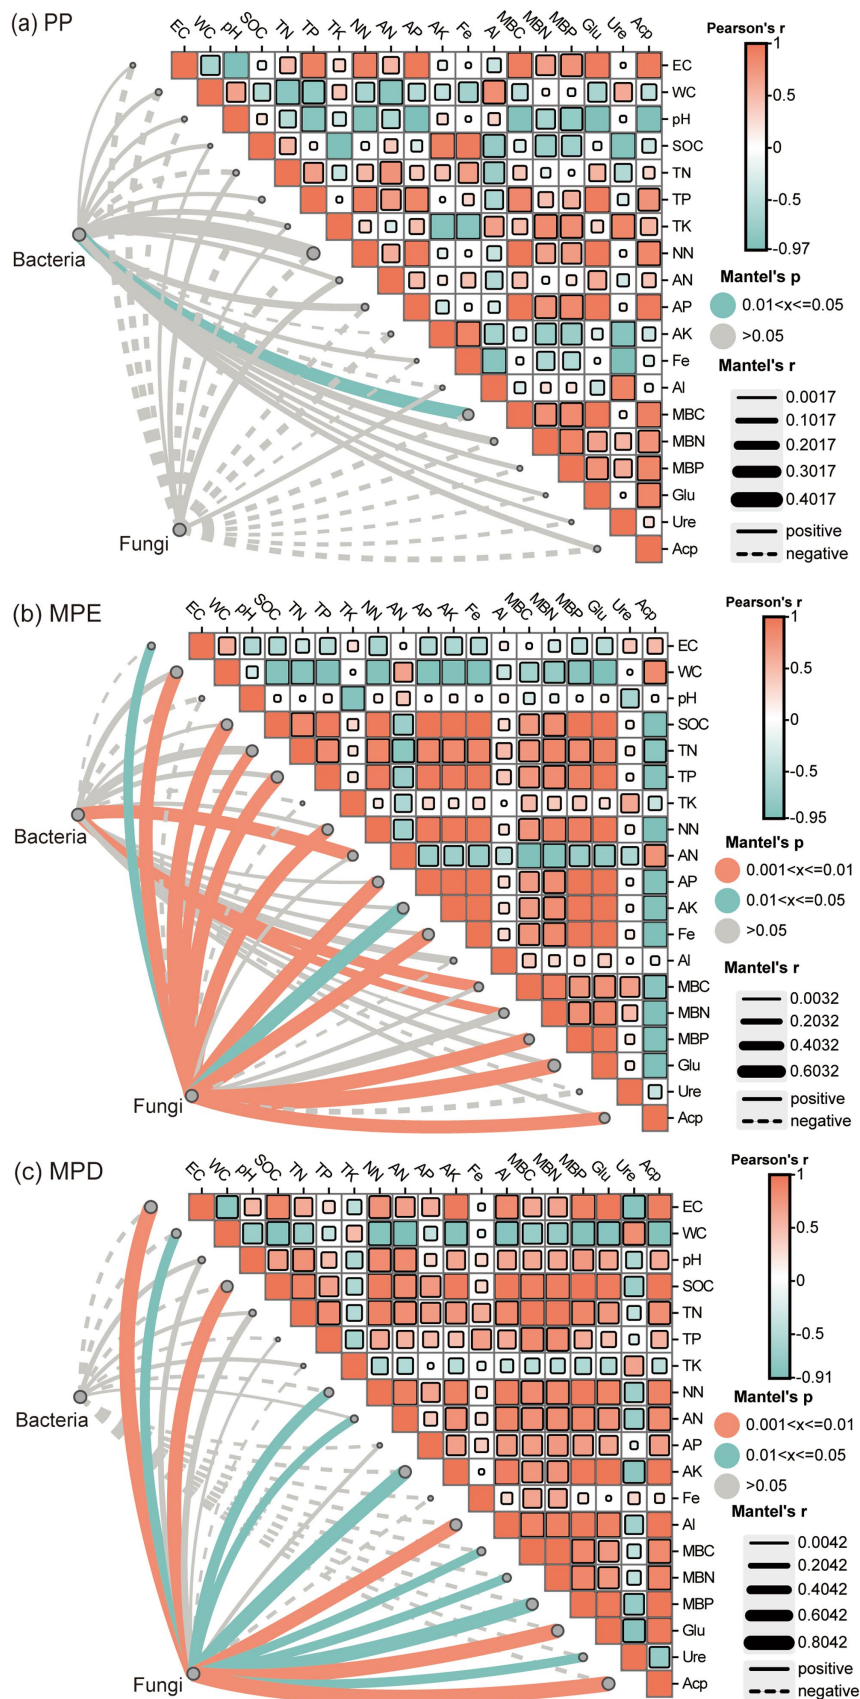 (a) PP
EC WC pH SOC TN TP TK NN AN AP AK Fe Al MBC MBN MBP Glu Ure Acp
EC
WC
pH
SOC
TN
TP
TK
NN
AN
AP
AK
Fe
Al
MBC
MBN
MBP
Glu
Ure
Acp
Bacteria
Fungi
Pearson's r
1
0.5
0
-0.5
-0.97
Mantel's p
0.01<x<=0.05
>0.05
Mantel's r
0.0017
0.1017
0.2017
0.3017
0.4017
positive
negative
(b) MPE
EC WC pH SOC TN TP TK NN AN AP AK Fe Al MBC MBN MBP Glu Ure Acp
EC
WC
pH
SOC
TN
TP
TK
NN
AN
AP
AK
Fe
Al
MBC
MBN
MBP
Glu
Ure
Acp
Bacteria
Fungi
Pearson's r
1
0.5
0
-0.5
-0.95
Mantel's p
0.001<x<=0.01
0.01<x<=0.05
>0.05
Mantel's r
0.0032
0.2032
0.4032
0.6032
positive
negative
(c) MPD
EC WC pH SOC TN TP TK NN AN AP AK Fe Al MBC MBN MBP Glu Ure Acp
EC
WC
pH
SOC
TN
TP
TK
NN
AN
AP
AK
Fe
Al
MBC
MBN
MBP
Glu
Ure
Acp
Bacteria
Fungi
Pearson's r
1
0.5
0
-0.5
-0.91
Mantel's p
0.001<x<=0.01
0.01<x<=0.05
>0.05
Mantel's r
0.0042
0.2042
0.4042
0.6042
0.8042
positive
negative